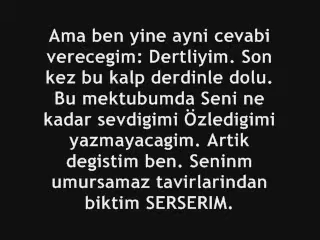 Ama ben yine ayni cevabi
verecegim: Dertliyim. Son
kez bu kalp derdinle dolu.
Bu mektubumda Seni ne
kadar sevdigimi Özledigimi
yazmayacagim. Artik
degistim ben. Seninm
umursamaz tavirlarindan
biktim SERSERIM.